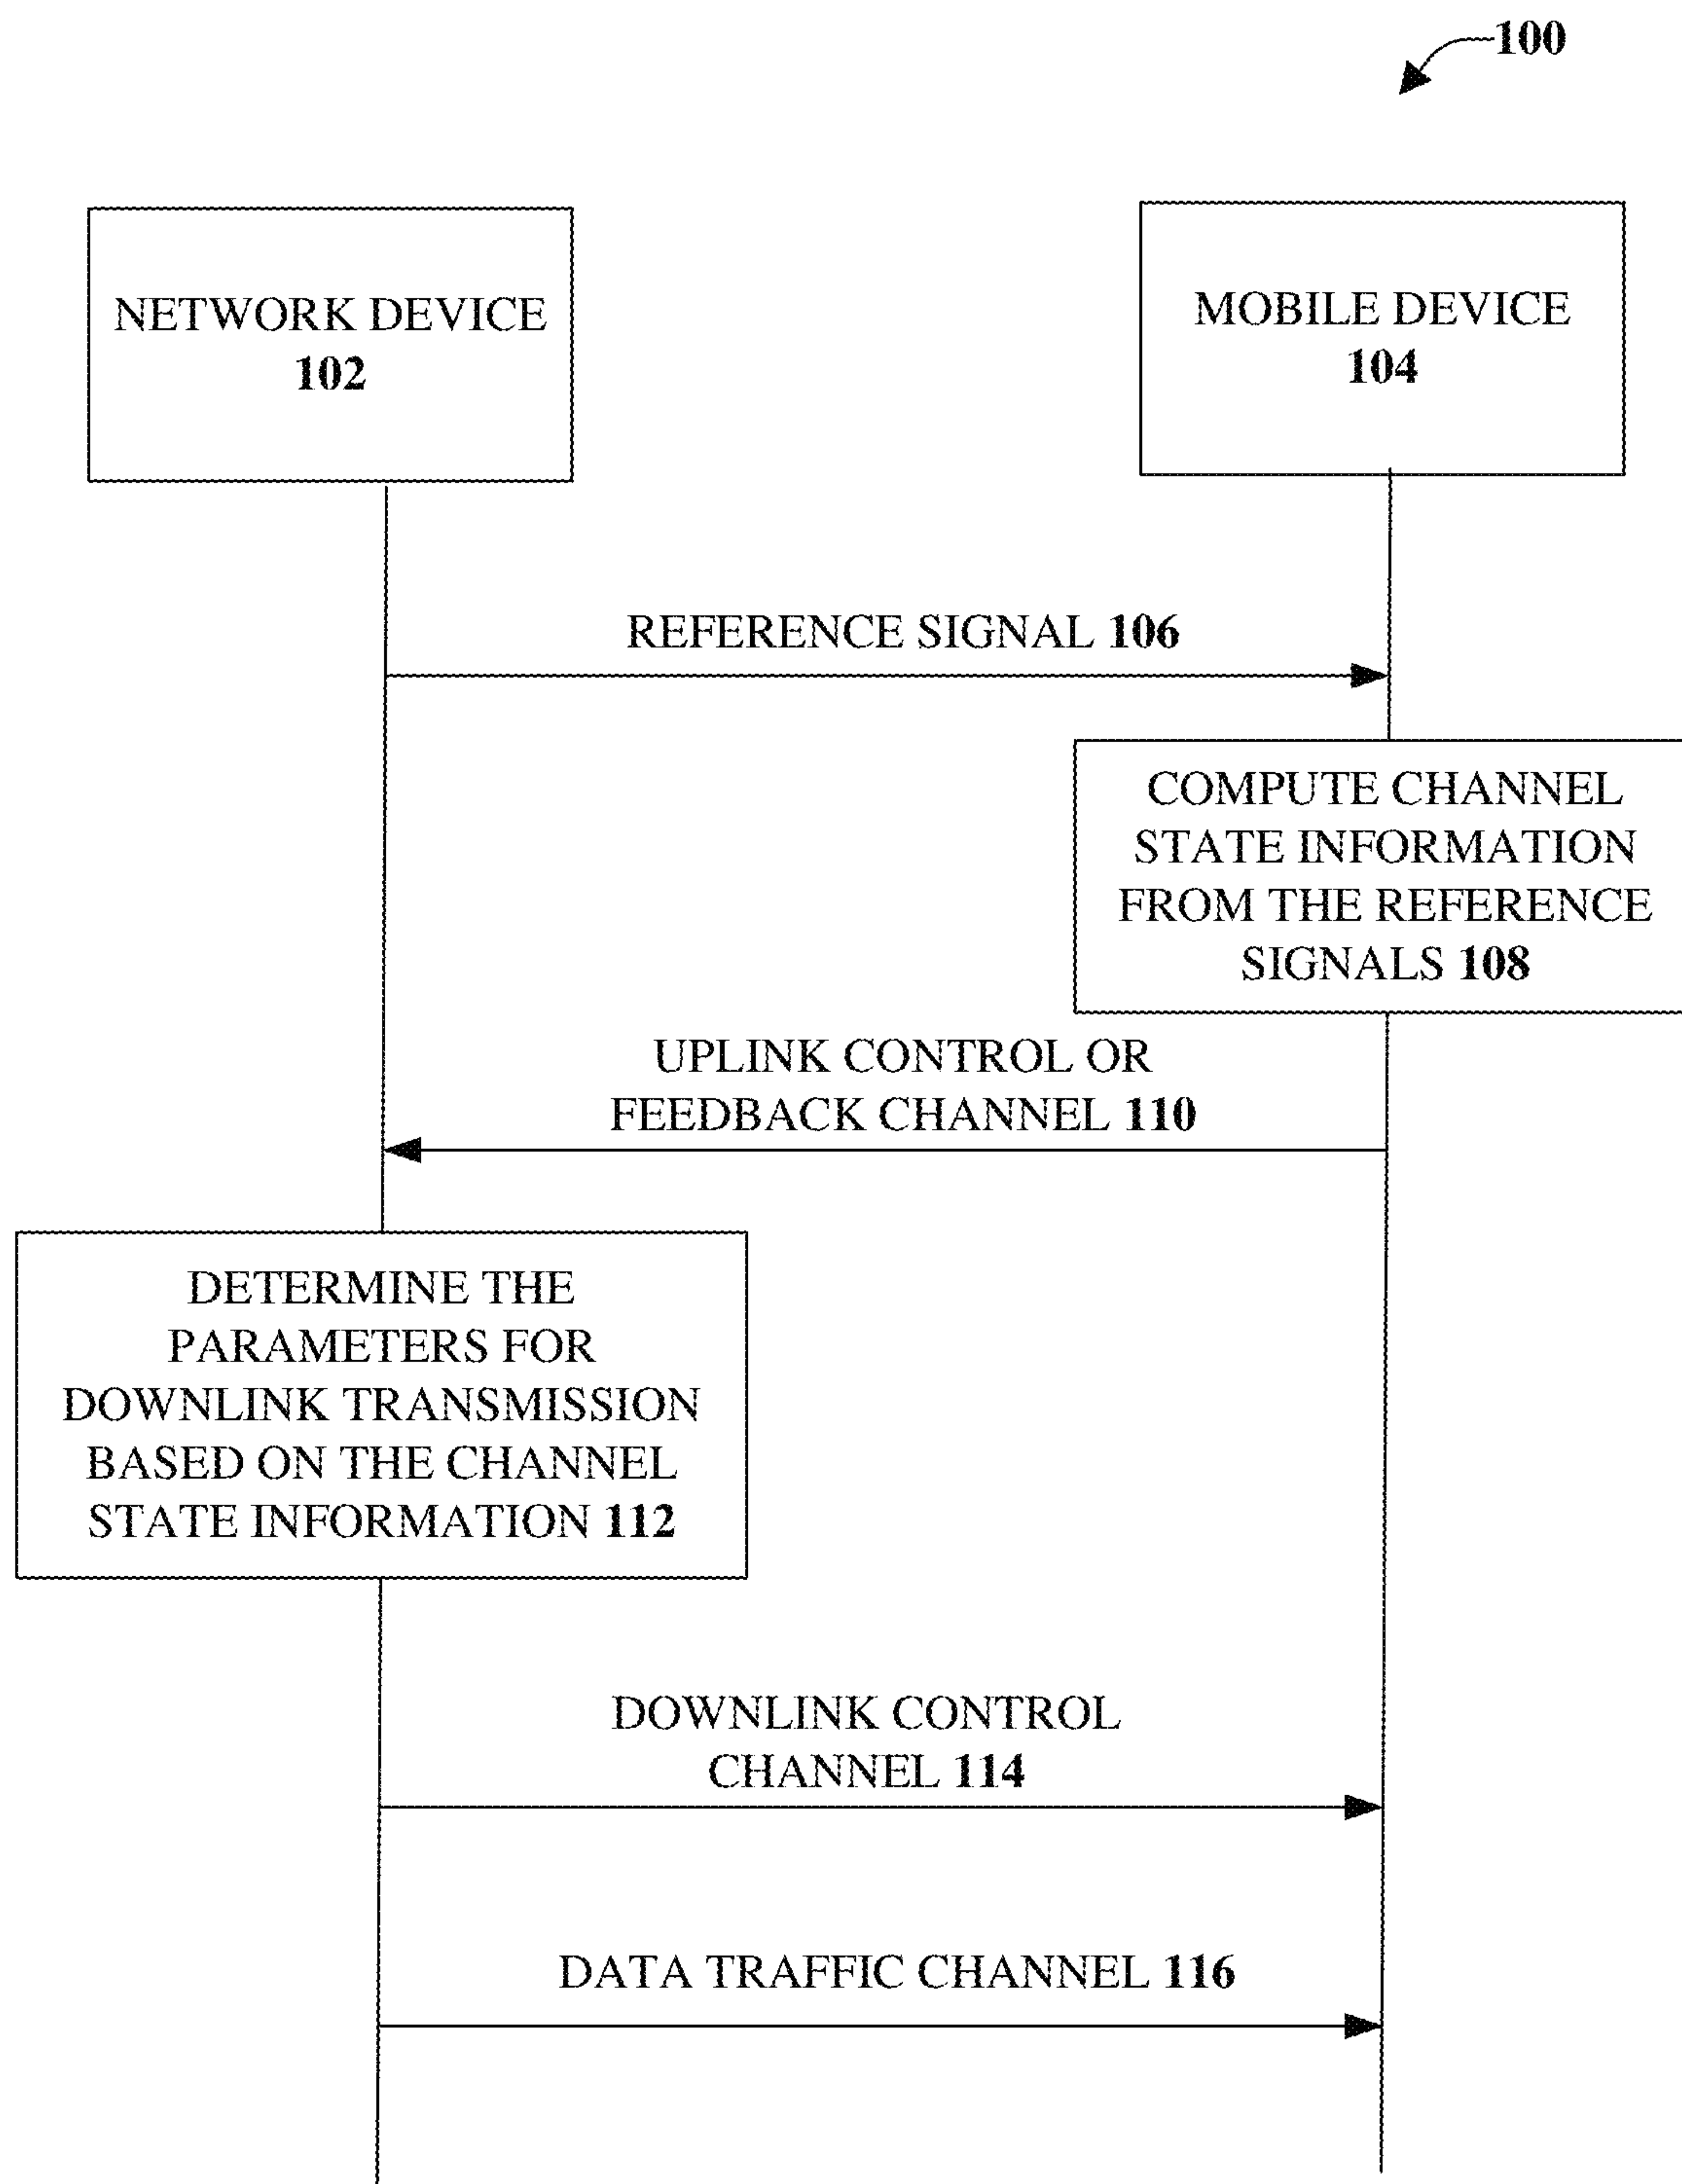 100
NETWORK DEVICE
102
MOBILE DEVICE
104
REFERENCE SIGNAL 106
COMPUTE CHANNEL
STATE INFORMATION
FROM THE REFERENCE
SIGNALS 108
UPLINK CONTROL OR
FEEDBACK CHANNEL 110
DETERMINE THE
PARAMETERS FOR
DOWNLINK TRANSMISSION
BASED ON THE CHANNEL
STATE INFORMATION 112
DOWNLINK CONTROL
CHANNEL 114
DATA TRAFFIC CHANNEL 116